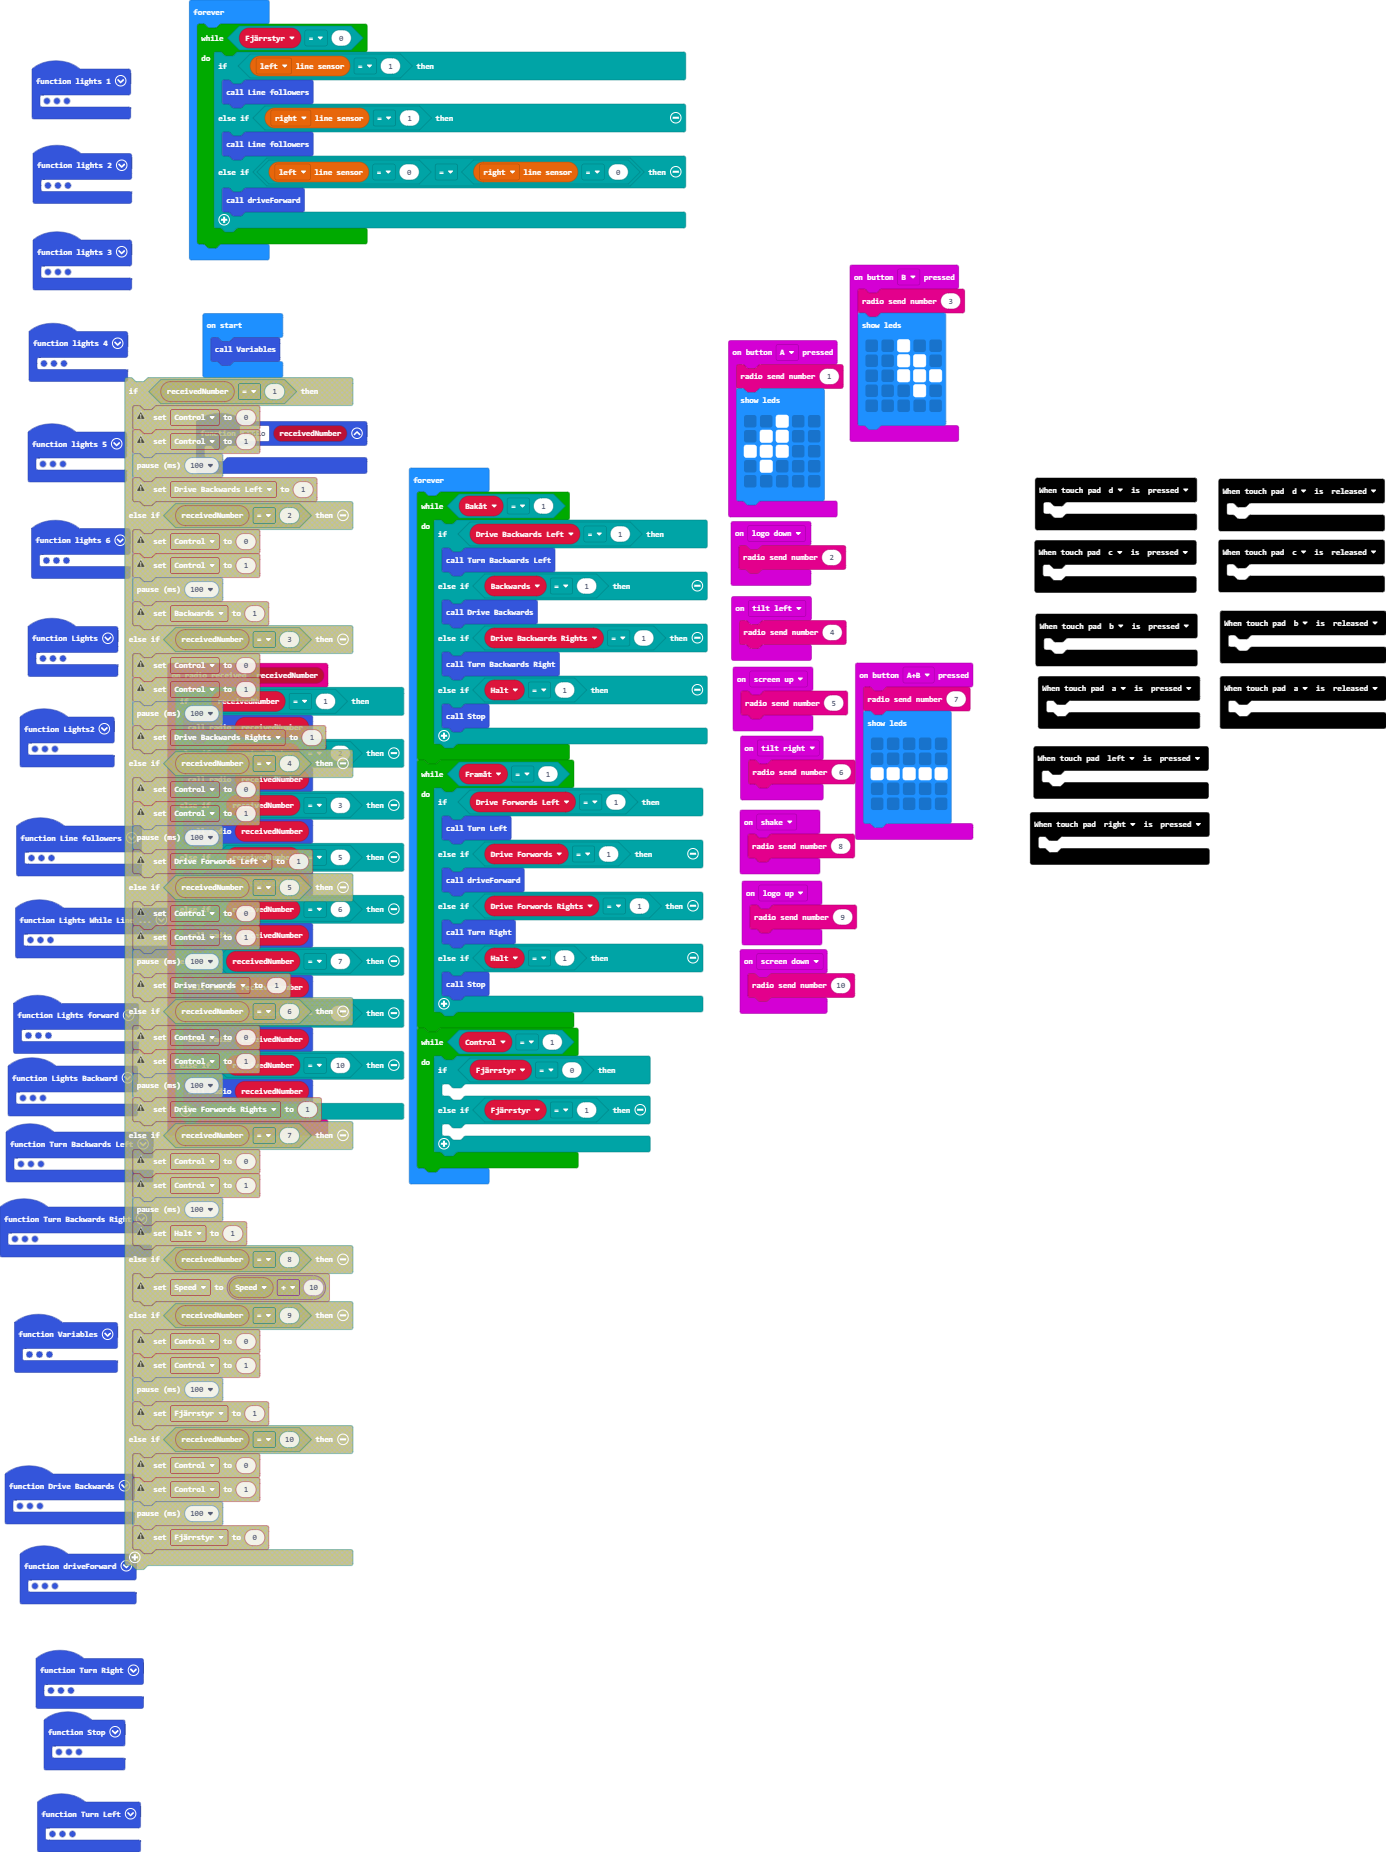 forever
while Fjärrstyr = 0
do if left line sensor = 1 then
call Line followers
else if right line sensor = 1 then
call Line followers
else if left line sensor = 0 = right line sensor = 0 then
call driveForward
function lights 1
function lights 2
function lights 3
function lights 4
function lights 5
function lights 6
function Lights
function Lights2
function Line followers
function Lights While Li
function Lights forward
function Lights Backward
function Turn Backwards Left
function Turn Backwards Right
function Variables
function Drive Backwards
function driveForward
function Turn Right
function Stop
function Turn Left
on start
call Variables
receivedNumber
if receivedNumber = 1 then
set Control to 0
set Control to 1
pause (ms) 100
set Drive Backwards Left to 1
else if receivedNumber = 2 then
set Control to 0
set Control to 1
pause (ms) 100
set Backwards to 1
else if receivedNumber = 3 then
set Control to 0
set Control to 1
pause (ms) 100
set Drive Backwards Rights to 1
else if receivedNumber = 4 then
set Control to 0
set Control to 1
pause (ms) 100
set Drive Forwords Left to 1
else if receivedNumber = 5 then
set Control to 0
set Control to 1
pause (ms) 100
set Drive Forwords to 1
else if receivedNumber = 6 then
set Control to 0
set Control to 1
pause (ms) 100
set Drive Forwords Rights to 1
else if receivedNumber = 7 then
set Control to 0
set Control to 1
pause (ms) 100
set Halt to 1
else if receivedNumber = 8 then
set Speed to Speed + 10
else if receivedNumber = 9 then
set Control to 0
set Control to 1
pause (ms) 100
set Fjärrstyr to 1
else if receivedNumber = 10 then
set Control to 0
set Control to 1
pause (ms) 100
set Fjärrstyr to 0
receivedNumber
= 1 then
then
receivedNumber = 3 then
receivedNumber
= 5 then
= 6 then
receivedNumber = 7 then
then
= 10 then
receivedNumber
forever
while Bakåt = 1
do if Drive Backwards Left = 1 then
call Turn Backwards Left
else if Backwards = 1 then
call Drive Backwards
else if Drive Backwards Rights = 1 then
call Turn Backwards Right
else if Halt = 1 then
call Stop
while Framåt = 1
do if Drive Forwords Left = 1 then
call Turn Left
else if Drive Forwords = 1 then
call driveForward
else if Drive Forwords Rights = 1 then
call Turn Right
else if Halt = 1 then
call Stop
while Control = 1
do if Fjärrstyr = 0 then
else if Fjärrstyr = 1 then
on button B pressed
radio send number 3
show leds
on button A pressed
radio send number 1
show leds
on logo down
radio send number 2
on tilt left
radio send number 4
on screen up
radio send number 5
on tilt right
radio send number 6
on shake
radio send number 8
on logo up
radio send number 9
on screen down
radio send number 10
on button A+B pressed
radio send number 7
show leds
When touch pad d is pressed
When touch pad d is released
When touch pad c is pressed
When touch pad c is released
When touch pad b is pressed
When touch pad b is released
When touch pad a is pressed
When touch pad a is released
When touch pad left is pressed
When touch pad right is pressed